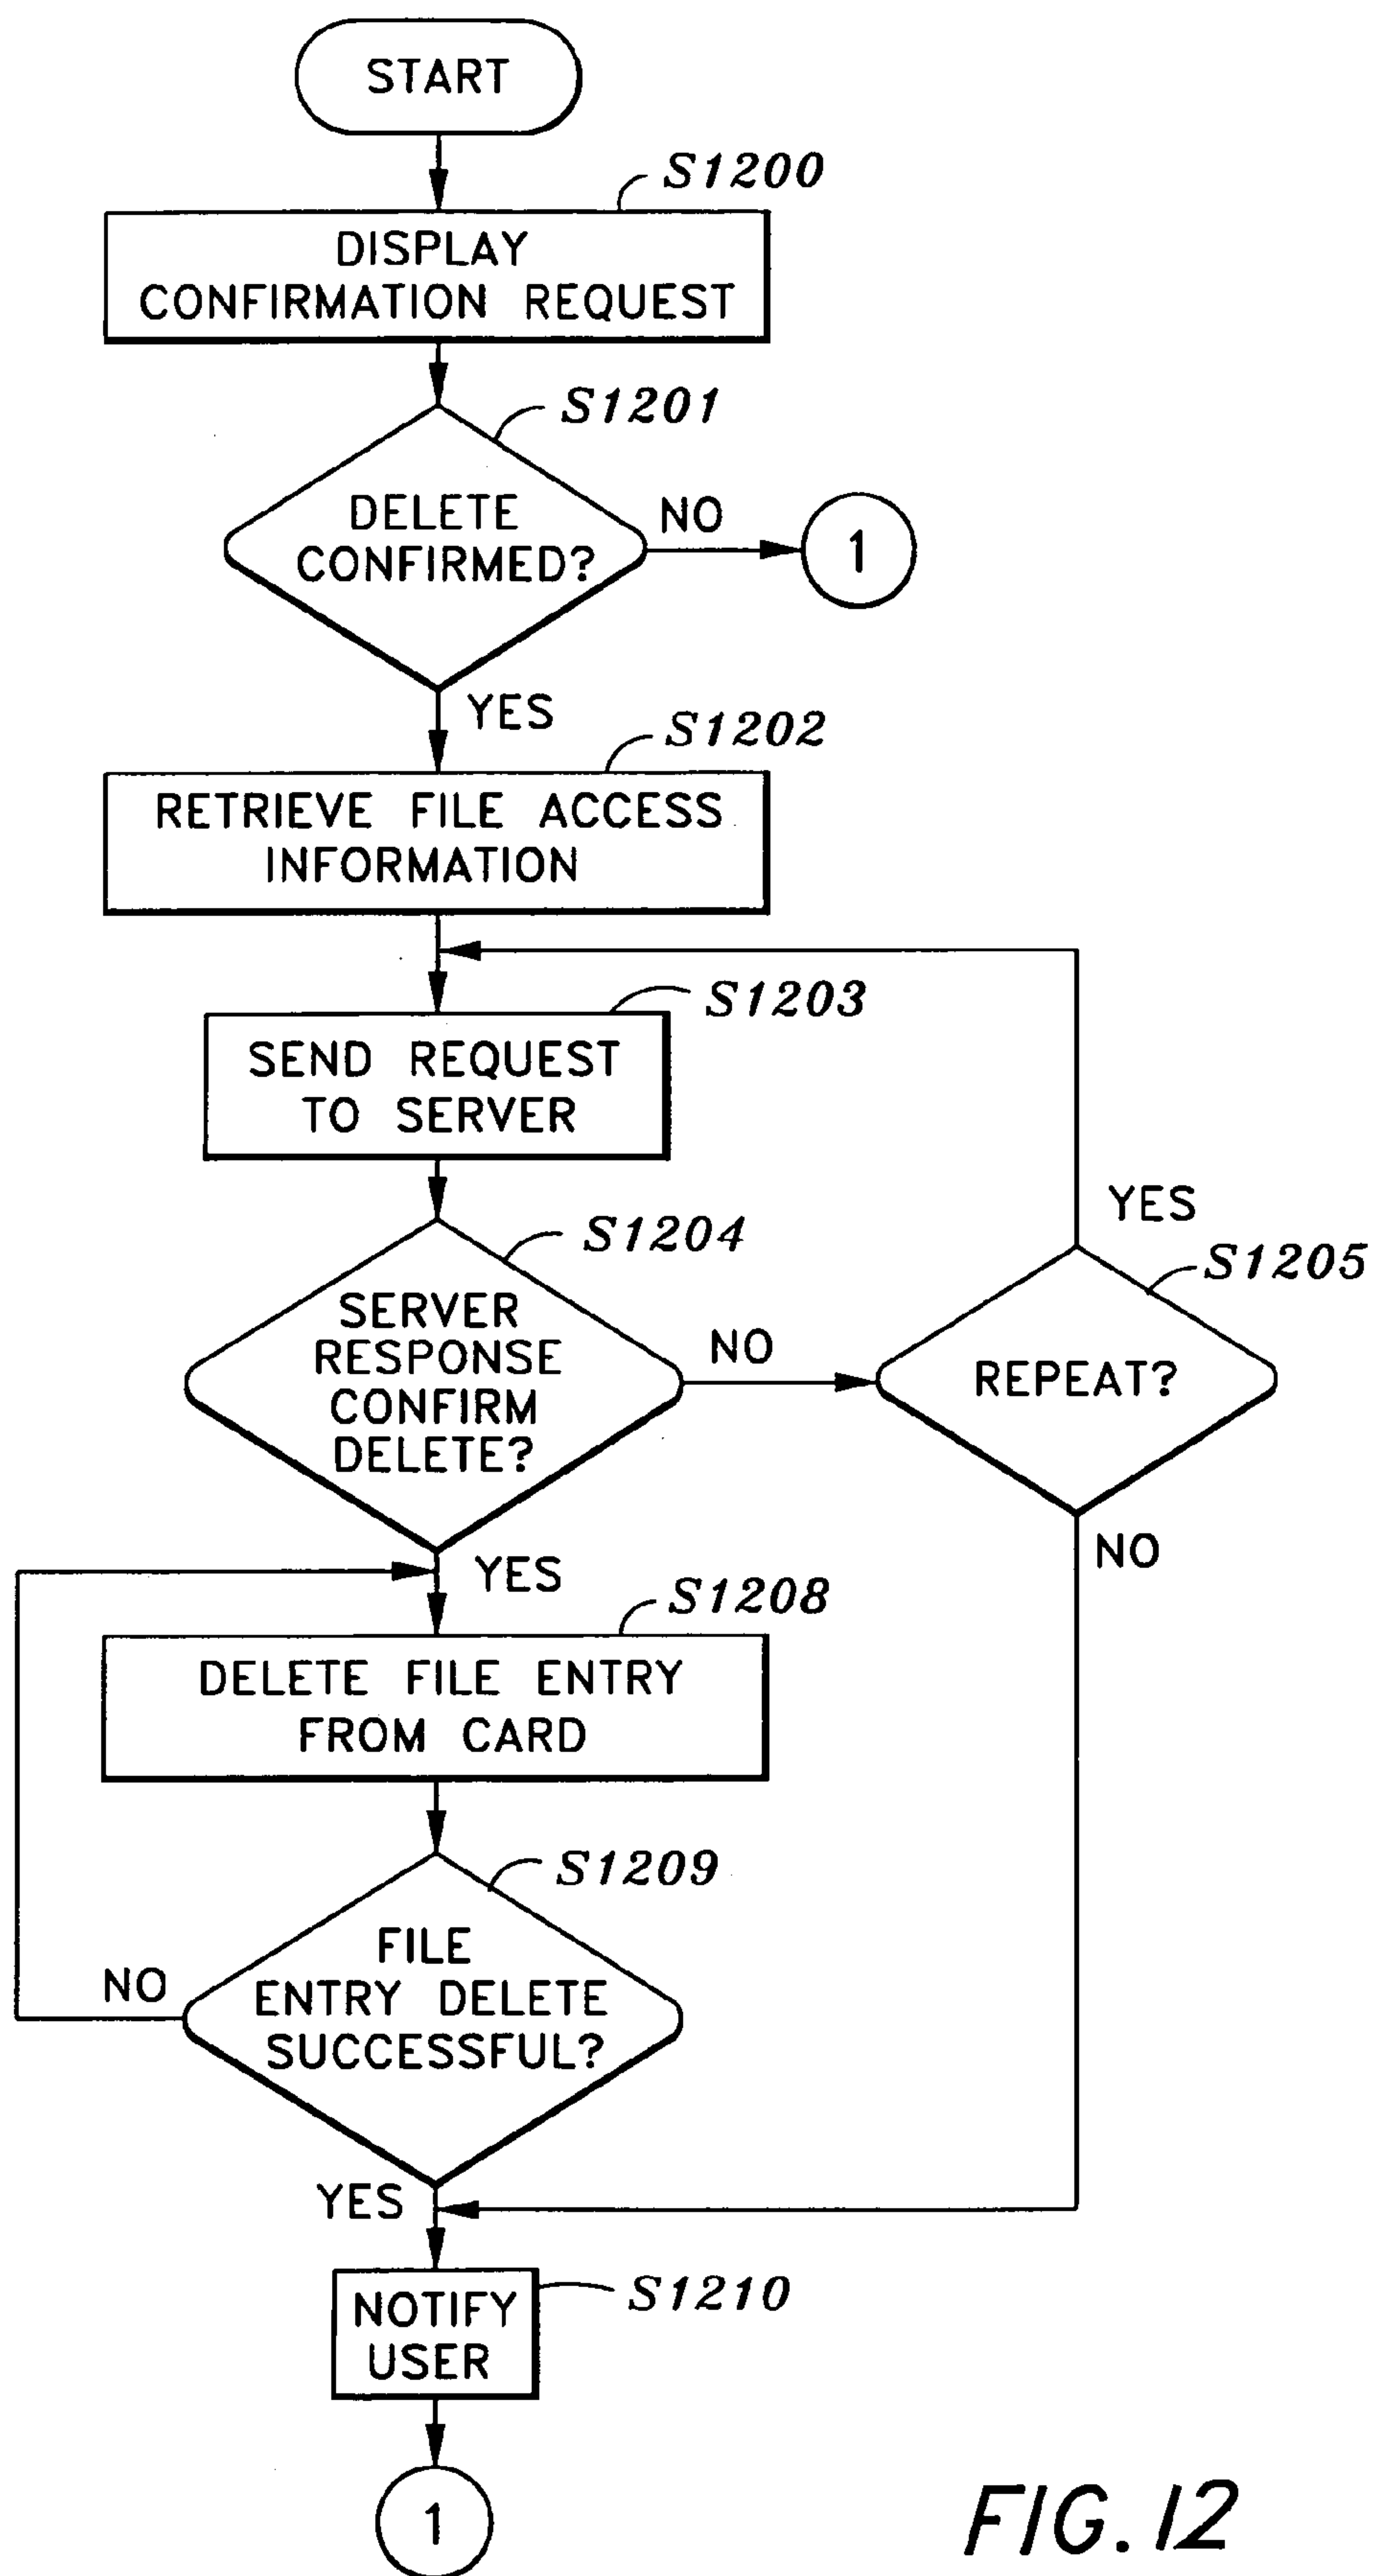 START
S1200
DISPLAY
CONFIRMATION REQUEST
S1201
DELETE
CONFIRMED?
NO
1
YES
S1202
RETRIEVE FILE ACCESS
INFORMATION
S1203
SEND REQUEST
TO SERVER
S1204
SERVER
RESPONSE
CONFIRM
DELETE?
NO
YES
S1205
REPEAT?
NO
YES
S1208
DELETE FILE ENTRY
FROM CARD
S1209
FILE
ENTRY DELETE
SUCCESSFUL?
NO
YES
S1210
NOTIFY
USER
1
FIG. 12